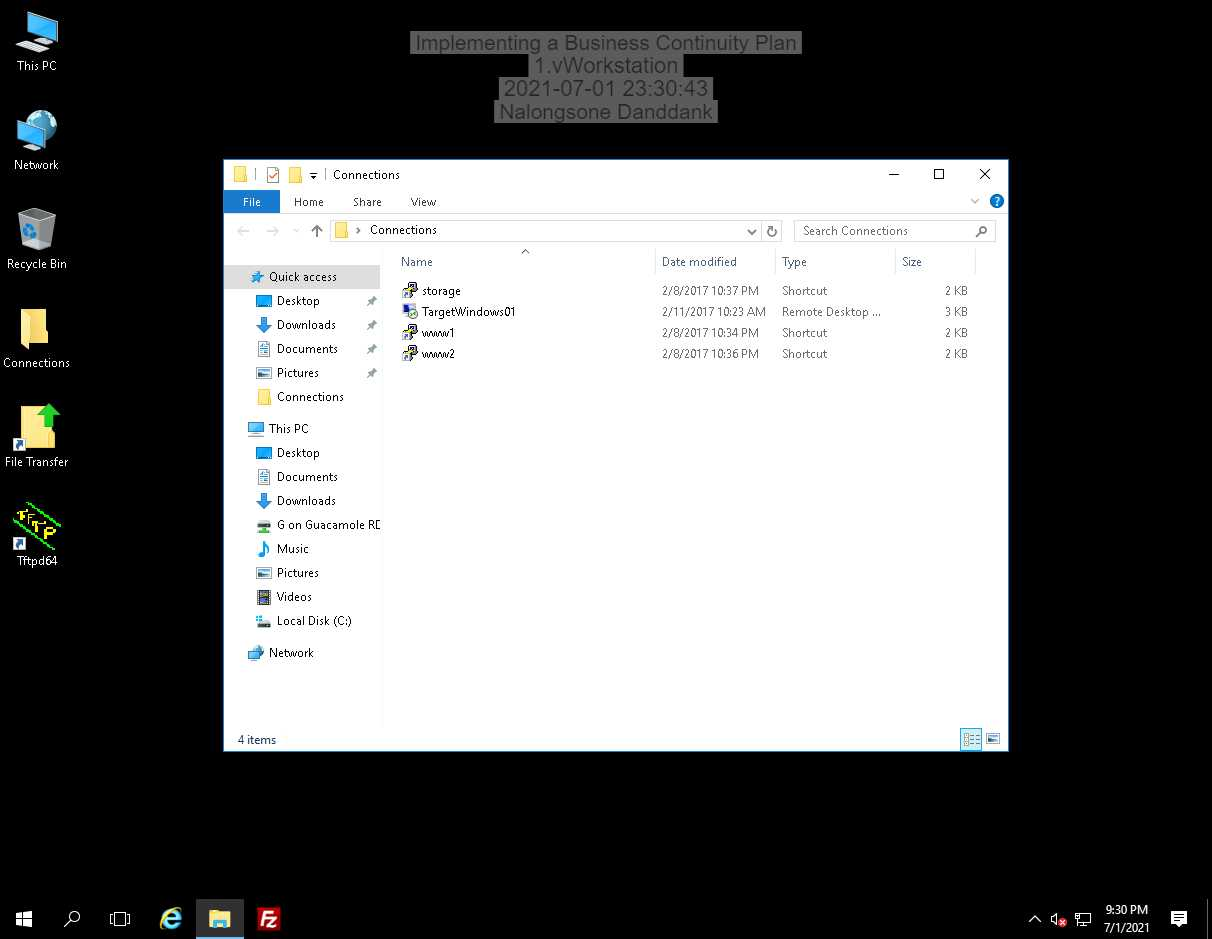 Implementing a Business Continuity Plan
1.vWorkstation
2021-07-01 23:30:43
Nalongsone Danddank
This PC
Network
Recycle Bin
Connections
File Transfer
TFTP
Tftpd64
Connections
File Home Share View ?
Connections
Search Connections
Name Date modified Type Size
storage 2/8/2017 10:37 PM Shortcut 2 KB
TargetWindows01 2/11/2017 10:23 AM Remote Desktop ... 3 KB
www1 2/8/2017 10:34 PM Shortcut 2 KB
www2 2/8/2017 10:36 PM Shortcut 2 KB
Quick access
Desktop
Downloads
Documents
Pictures
Connections
This PC
Desktop
Documents
Downloads
G on Guacamole RD
Music
Pictures
Videos
Local Disk (C:)
Network
4 items
Fz
9:30 PM
7/1/2021